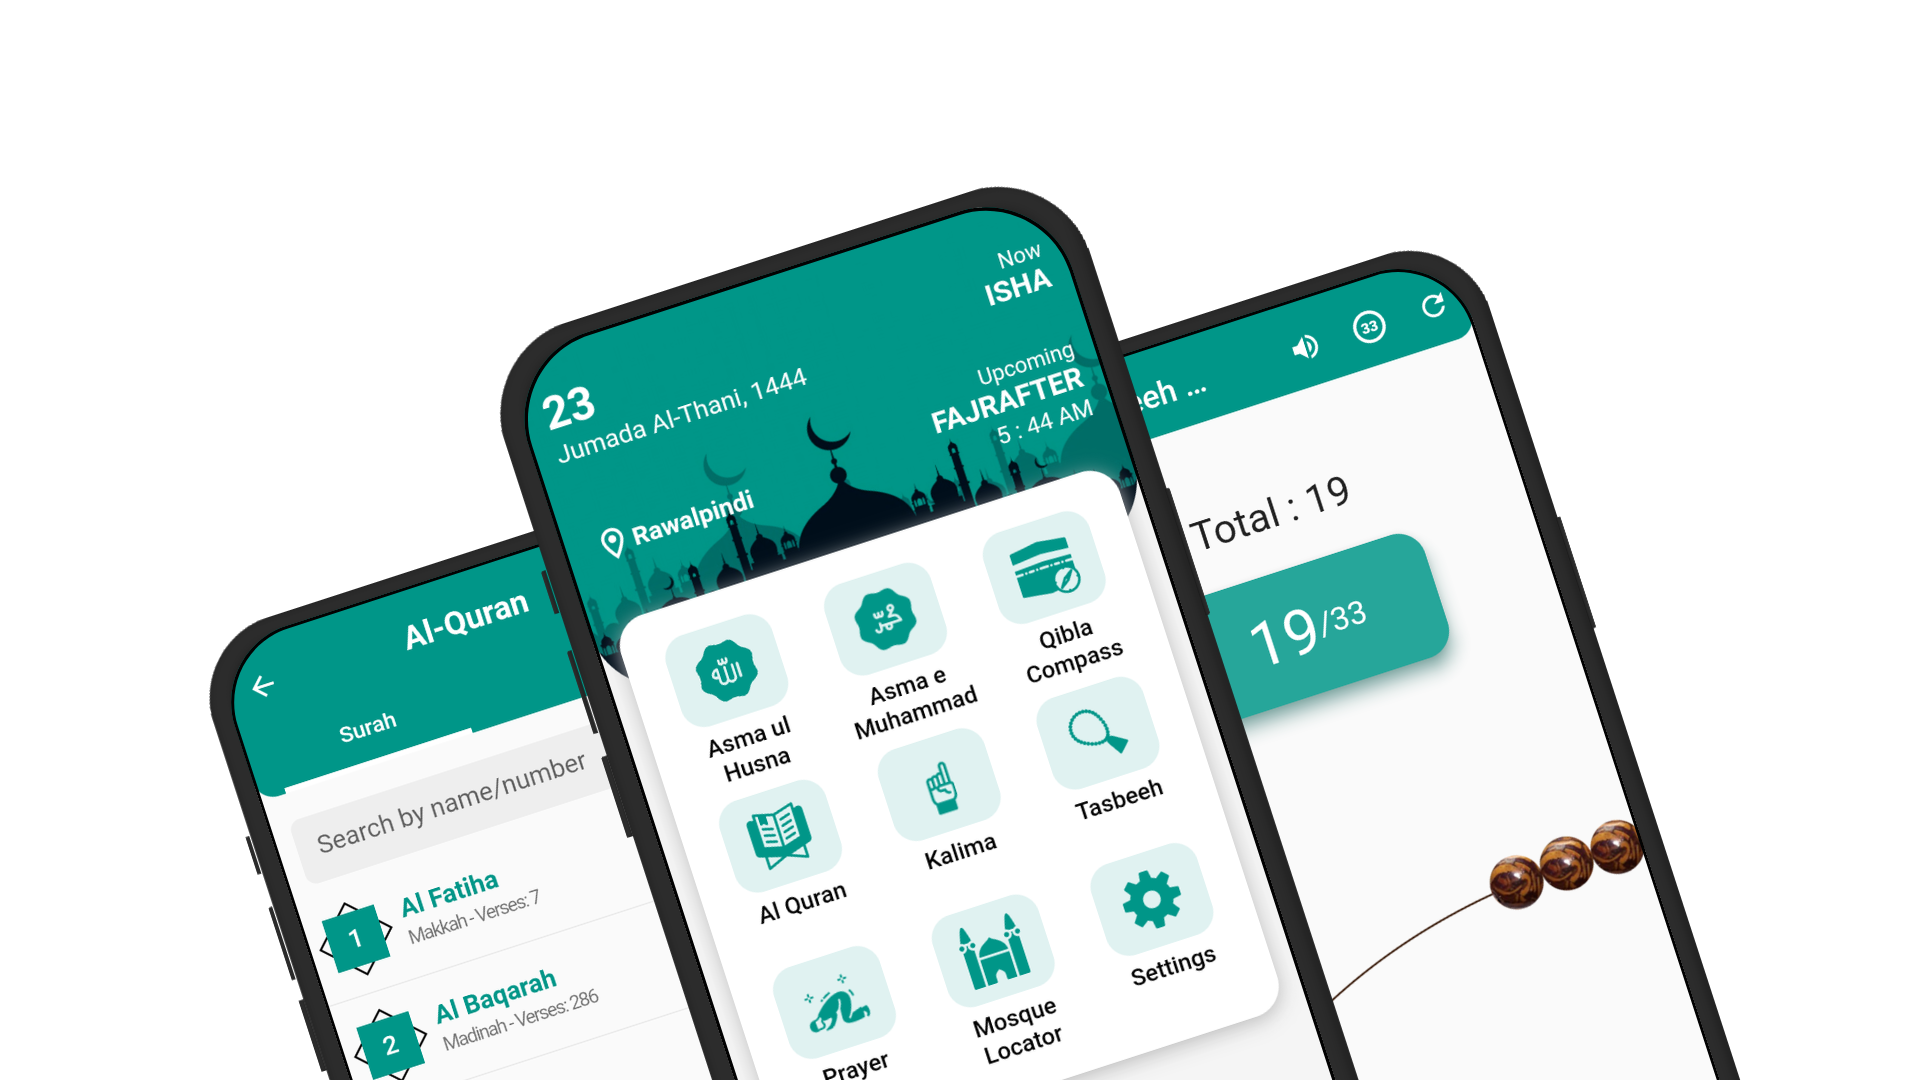 Al-Quran
Surah
Search by name/number
1
Al Fatiha
Makkah - Verses: 7
2
Al Baqarah
Madinah - Verses: 286
Now
ISHA
23
Jumada Al-Thani, 1444
Upcoming
FAJRAFTER
5 : 44 AM
Rawalpindi
الله
Asma ul
Husna
محمد
Asma e
Muhammad
Qibla
Compass
Al Quran
Kalima
Tasbeeh
Prayer
Mosque
Locator
Settings
33
eeh ...
Total : 19
19/33